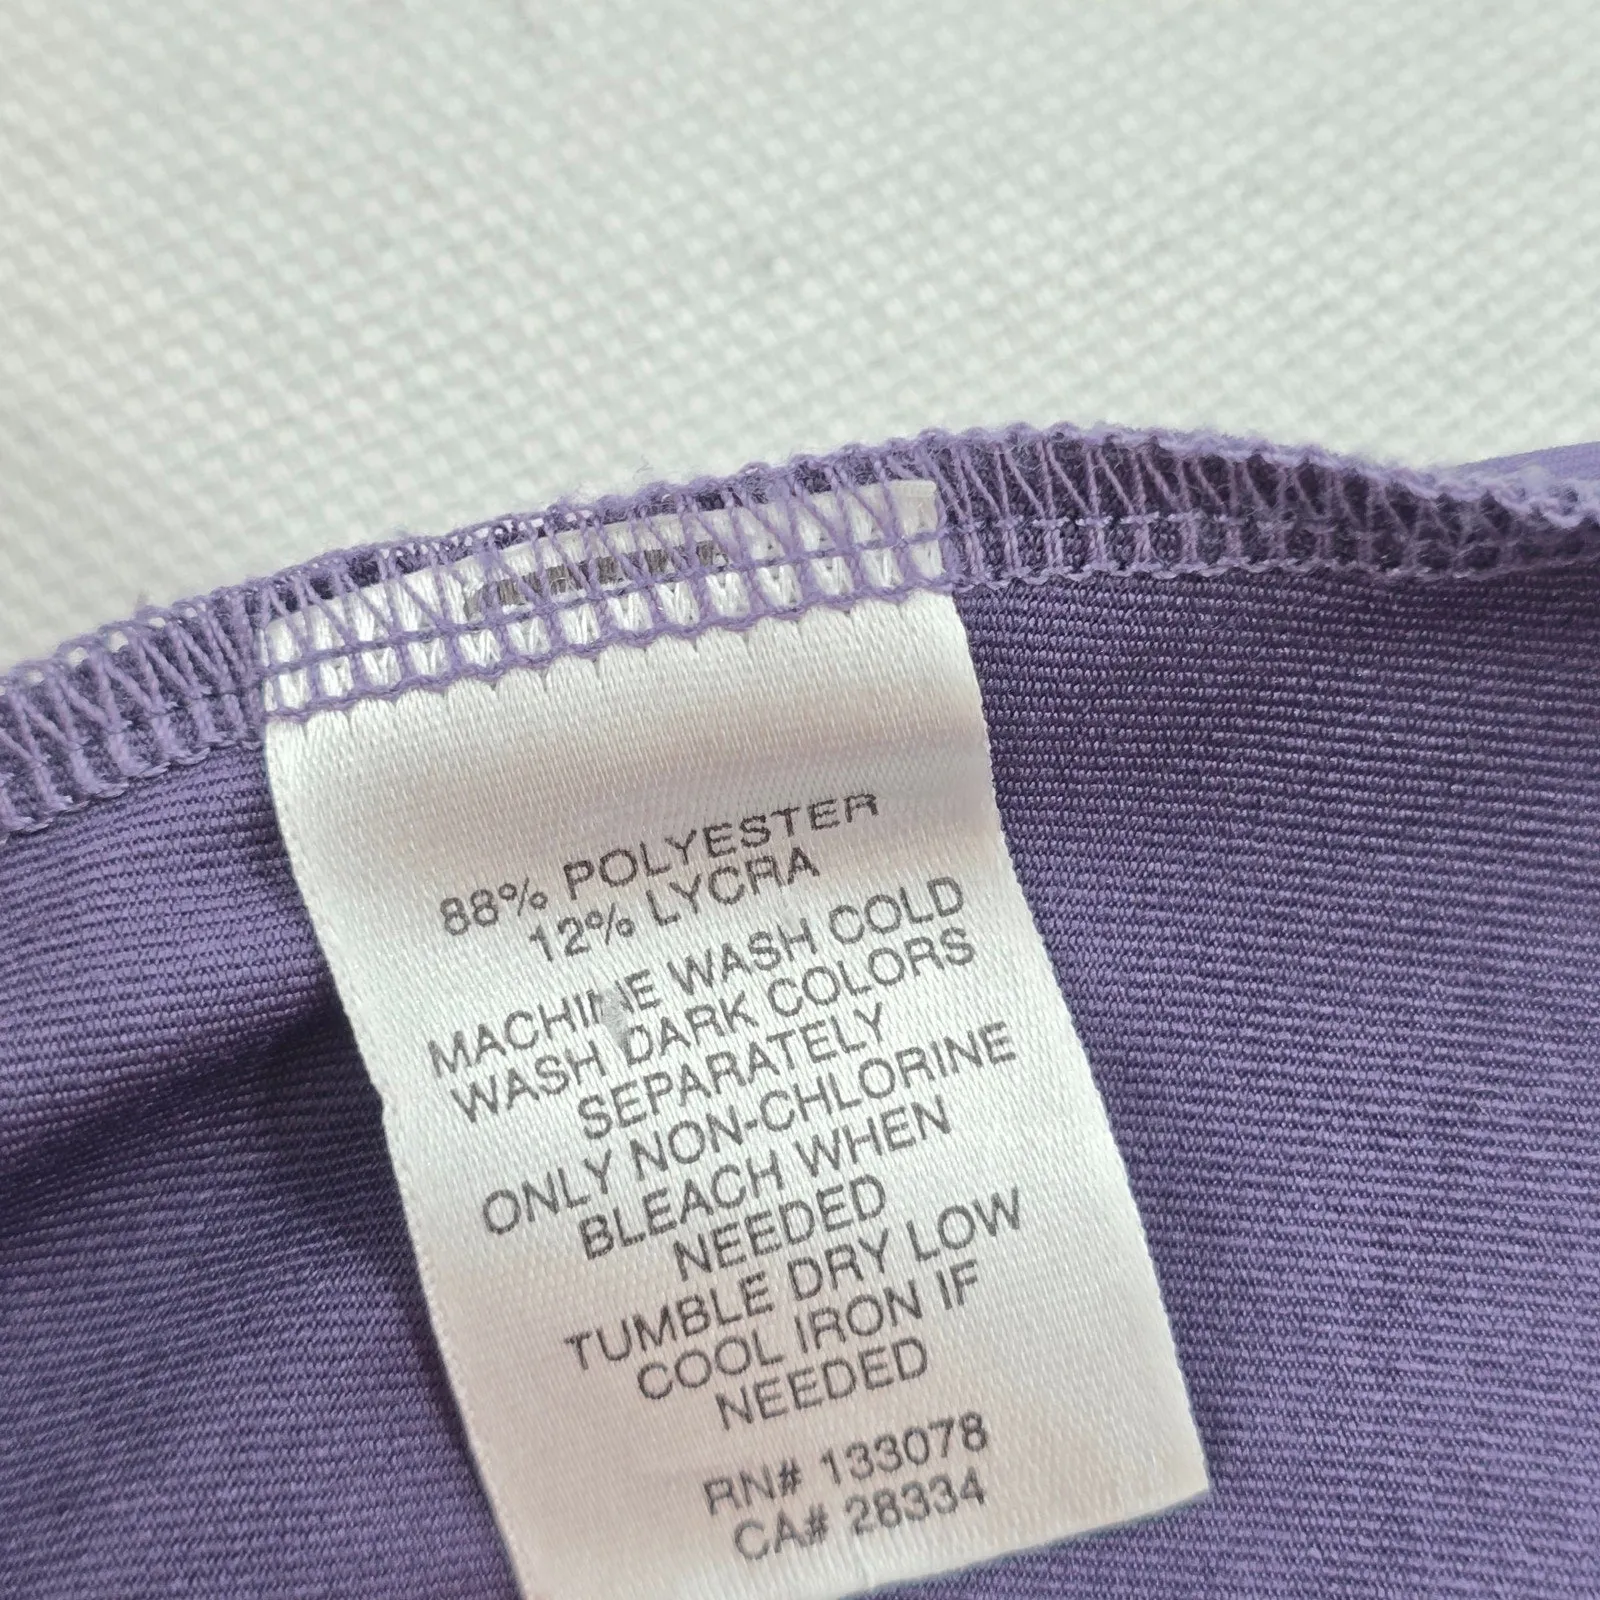 88% POLYESTER
12% LYCRA
MACHINE WASH COLD
WASH DARK COLORS
SEPARATELY
ONLY NON-CHLORINE
BLEACH WHEN
NEEDED
TUMBLE DRY LOW
COOL IRON IF
NEEDED
RN# 133078
CA# 28334